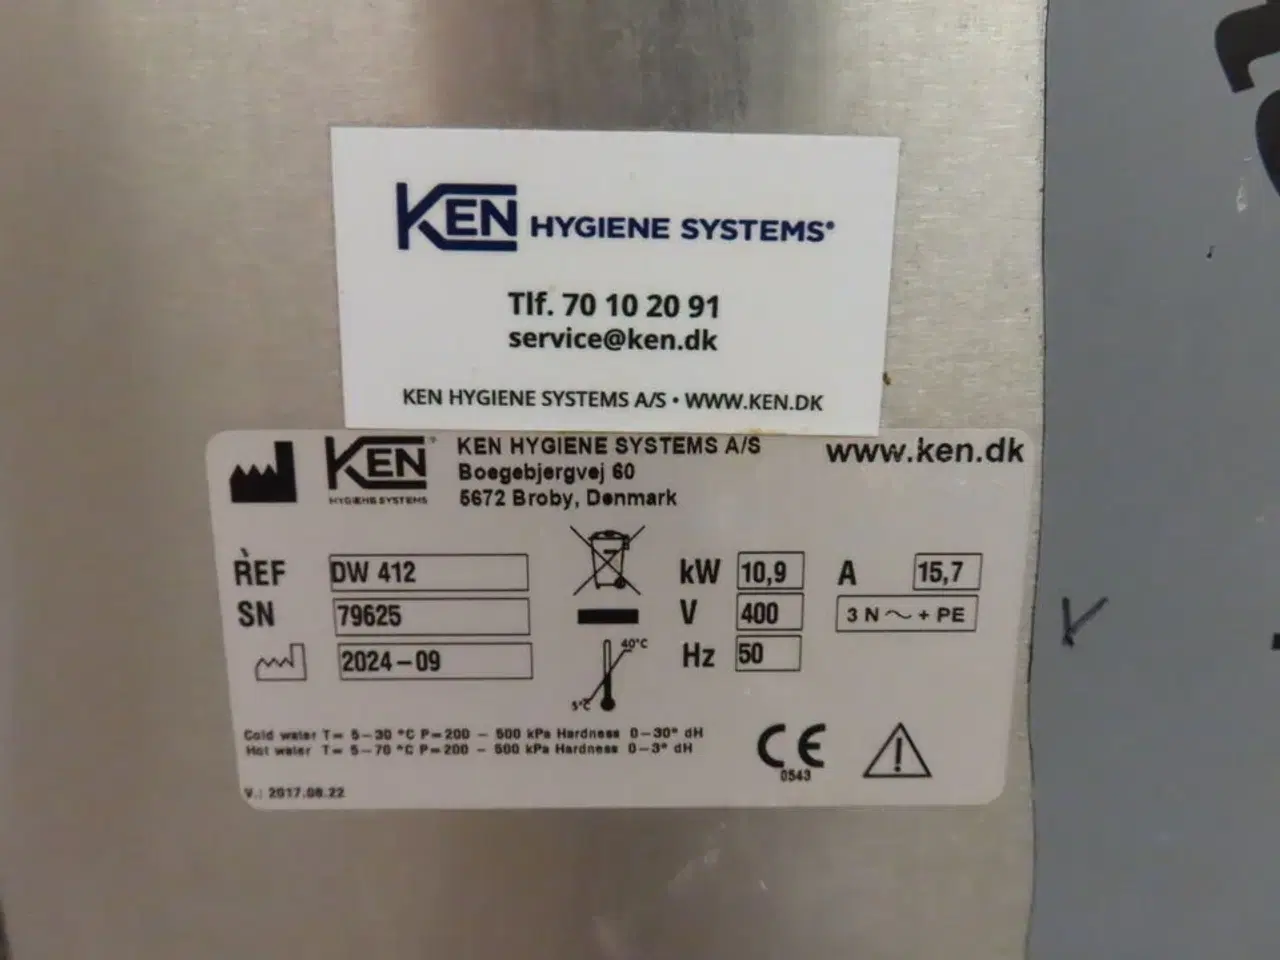 KEN HYGIENE SYSTEMS®
Tlf. 70 10 20 91
service@ken.dk
KEN HYGIENE SYSTEMS A/S • WWW.KEN.DK
KEN®
HYGIENE SYSTEMS
KEN HYGIENE SYSTEMS A/S
Boegebjergvej 60
5672 Broby, Denmark
www.ken.dk
REF DW 412
SN 79625
2024-09
40°C
5°C
kW 10,9
V 400
Hz 50
A 15,7
3 N ~ + PE
Cold water T= 5-30 °C P=200 - 500 kPa Hardness 0-30° dH
Hot water T= 5-70 °C P=200 - 500 kPa Hardness 0-3° dH
V.: 2017.08.22
CE
0543